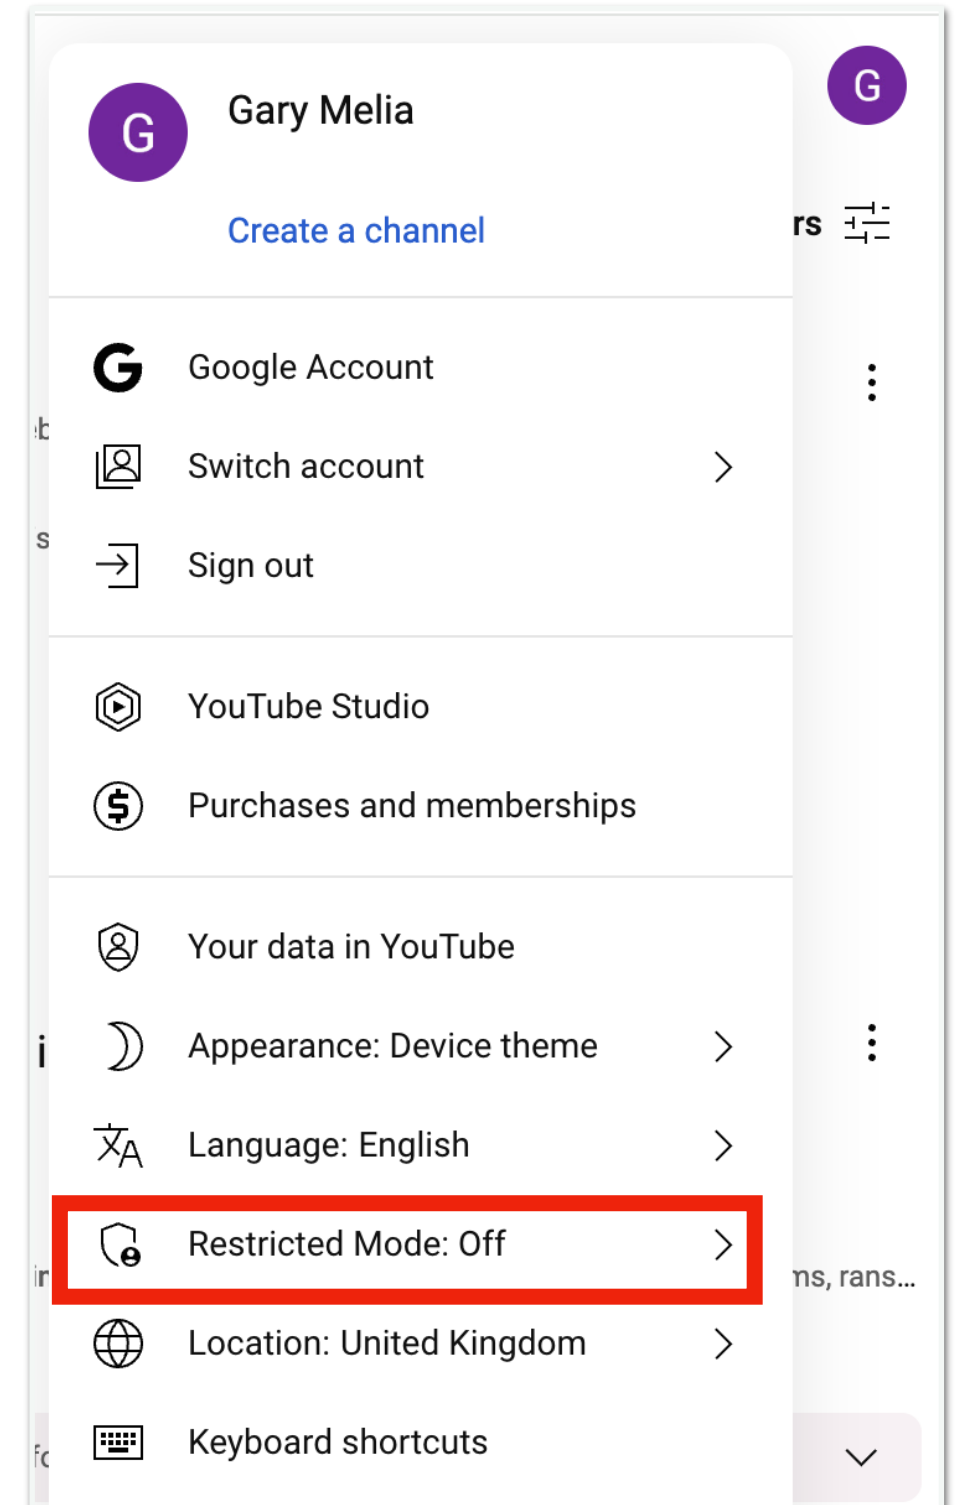 G
Gary Melia
G
Create a channel
rs
Google Account
Switch account
s
Sign out
YouTube Studio
$
Purchases and memberships
Your data in YouTube
i
Appearance: Device theme
Language: English
Restricted Mode: Off
ms, rans...
Location: United Kingdom
Keyboard shortcuts